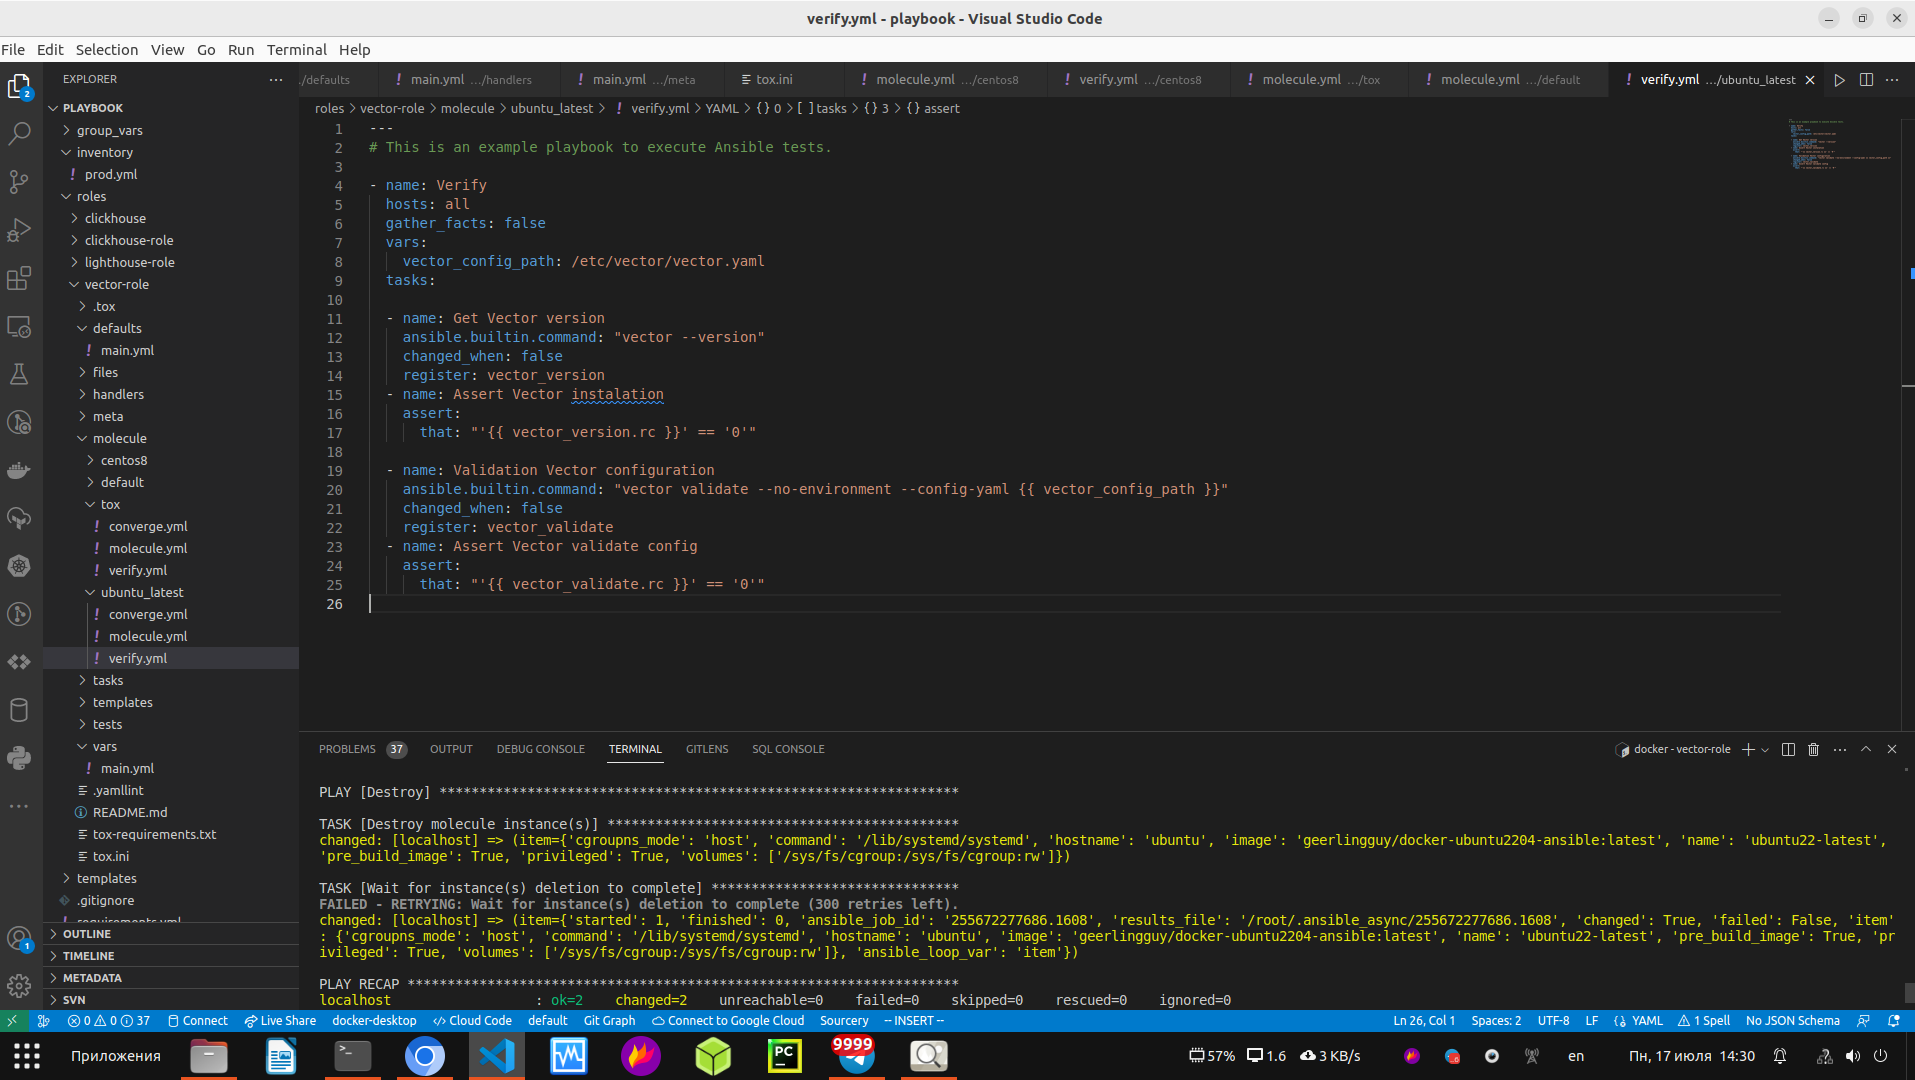 verify.yml - playbook - Visual Studio Code
File Edit Selection View Go Run Terminal Help
EXPLORER
PLAYBOOK
group_vars
inventory
prod.yml
roles
clickhouse
clickhouse-role
lighthouse-role
vector-role
.tox
defaults
main.yml
files
handlers
meta
molecule
centos8
default
tox
converge.yml
molecule.yml
verify.yml
ubuntu_latest
converge.yml
molecule.yml
verify.yml
tasks
templates
tests
vars
main.yml
.yamllint
README.md
tox-requirements.txt
tox.ini
templates
.gitignore
requirements.yml
OUTLINE
TIMELINE
METADATA
SVN
2
1
./defaults main.yml .../handlers main.yml .../meta tox.ini molecule.yml .../centos8 verify.yml .../centos8 molecule.yml .../tox molecule.yml .../default verify.yml .../ubuntu_latest
roles > vector-role > molecule > ubuntu_latest > ! verify.yml > YAML > {} 0 > [ ] tasks > {} 3 > {} assert
1 ---
2 # This is an example playbook to execute Ansible tests.
3
4 - name: Verify
5 hosts: all
6 gather_facts: false
7 vars:
8 vector_config_path: /etc/vector/vector.yaml
9 tasks:
10
11 - name: Get Vector version
12 ansible.builtin.command: "vector --version"
13 changed_when: false
14 register: vector_version
15 - name: Assert Vector instalation
16 assert:
17 that: "'{{ vector_version.rc }}' == '0'"
18
19 - name: Validation Vector configuration
20 ansible.builtin.command: "vector validate --no-environment --config-yaml {{ vector_config_path }}"
21 changed_when: false
22 register: vector_validate
23 - name: Assert Vector validate config
24 assert:
25 that: "'{{ vector_validate.rc }}' == '0'"
26
PROBLEMS 37 OUTPUT DEBUG CONSOLE TERMINAL GITLENS SQL CONSOLE docker - vector-role
PLAY [Destroy] *****************************************************************
TASK [Destroy molecule instance(s)] ********************************************
changed: [localhost] => (item={'cgroupns_mode': 'host', 'command': '/lib/systemd/systemd', 'hostname': 'ubuntu', 'image': 'geerlingguy/docker-ubuntu2204-ansible:latest', 'name': 'ubuntu22-latest',
'pre_build_image': True, 'privileged': True, 'volumes': ['/sys/fs/cgroup:/sys/fs/cgroup:rw']})
TASK [Wait for instance(s) deletion to complete] *******************************
FAILED - RETRYING: Wait for instance(s) deletion to complete (300 retries left).
changed: [localhost] => (item={'started': 1, 'finished': 0, 'ansible_job_id': '255672277686.1608', 'results_file': '/root/.ansible_async/255672277686.1608', 'changed': True, 'failed': False, 'item'
: {'cgroupns_mode': 'host', 'command': '/lib/systemd/systemd', 'hostname': 'ubuntu', 'image': 'geerlingguy/docker-ubuntu2204-ansible:latest', 'name': 'ubuntu22-latest', 'pre_build_image': True, 'pr
ivileged': True, 'volumes': ['/sys/fs/cgroup:/sys/fs/cgroup:rw']}, 'ansible_loop_var': 'item'})
PLAY RECAP *********************************************************************
localhost : ok=2 changed=2 unreachable=0 failed=0 skipped=0 rescued=0 ignored=0
0 0 37 Connect Live Share docker-desktop Cloud Code default Git Graph Connect to Google Cloud Sourcery -- INSERT -- Ln 26, Col 1 Spaces: 2 UTF-8 LF YAML 1 Spell No JSON Schema
Приложения PC 9999 57% 1.6 3 KB/s en Пн, 17 июля 14:30